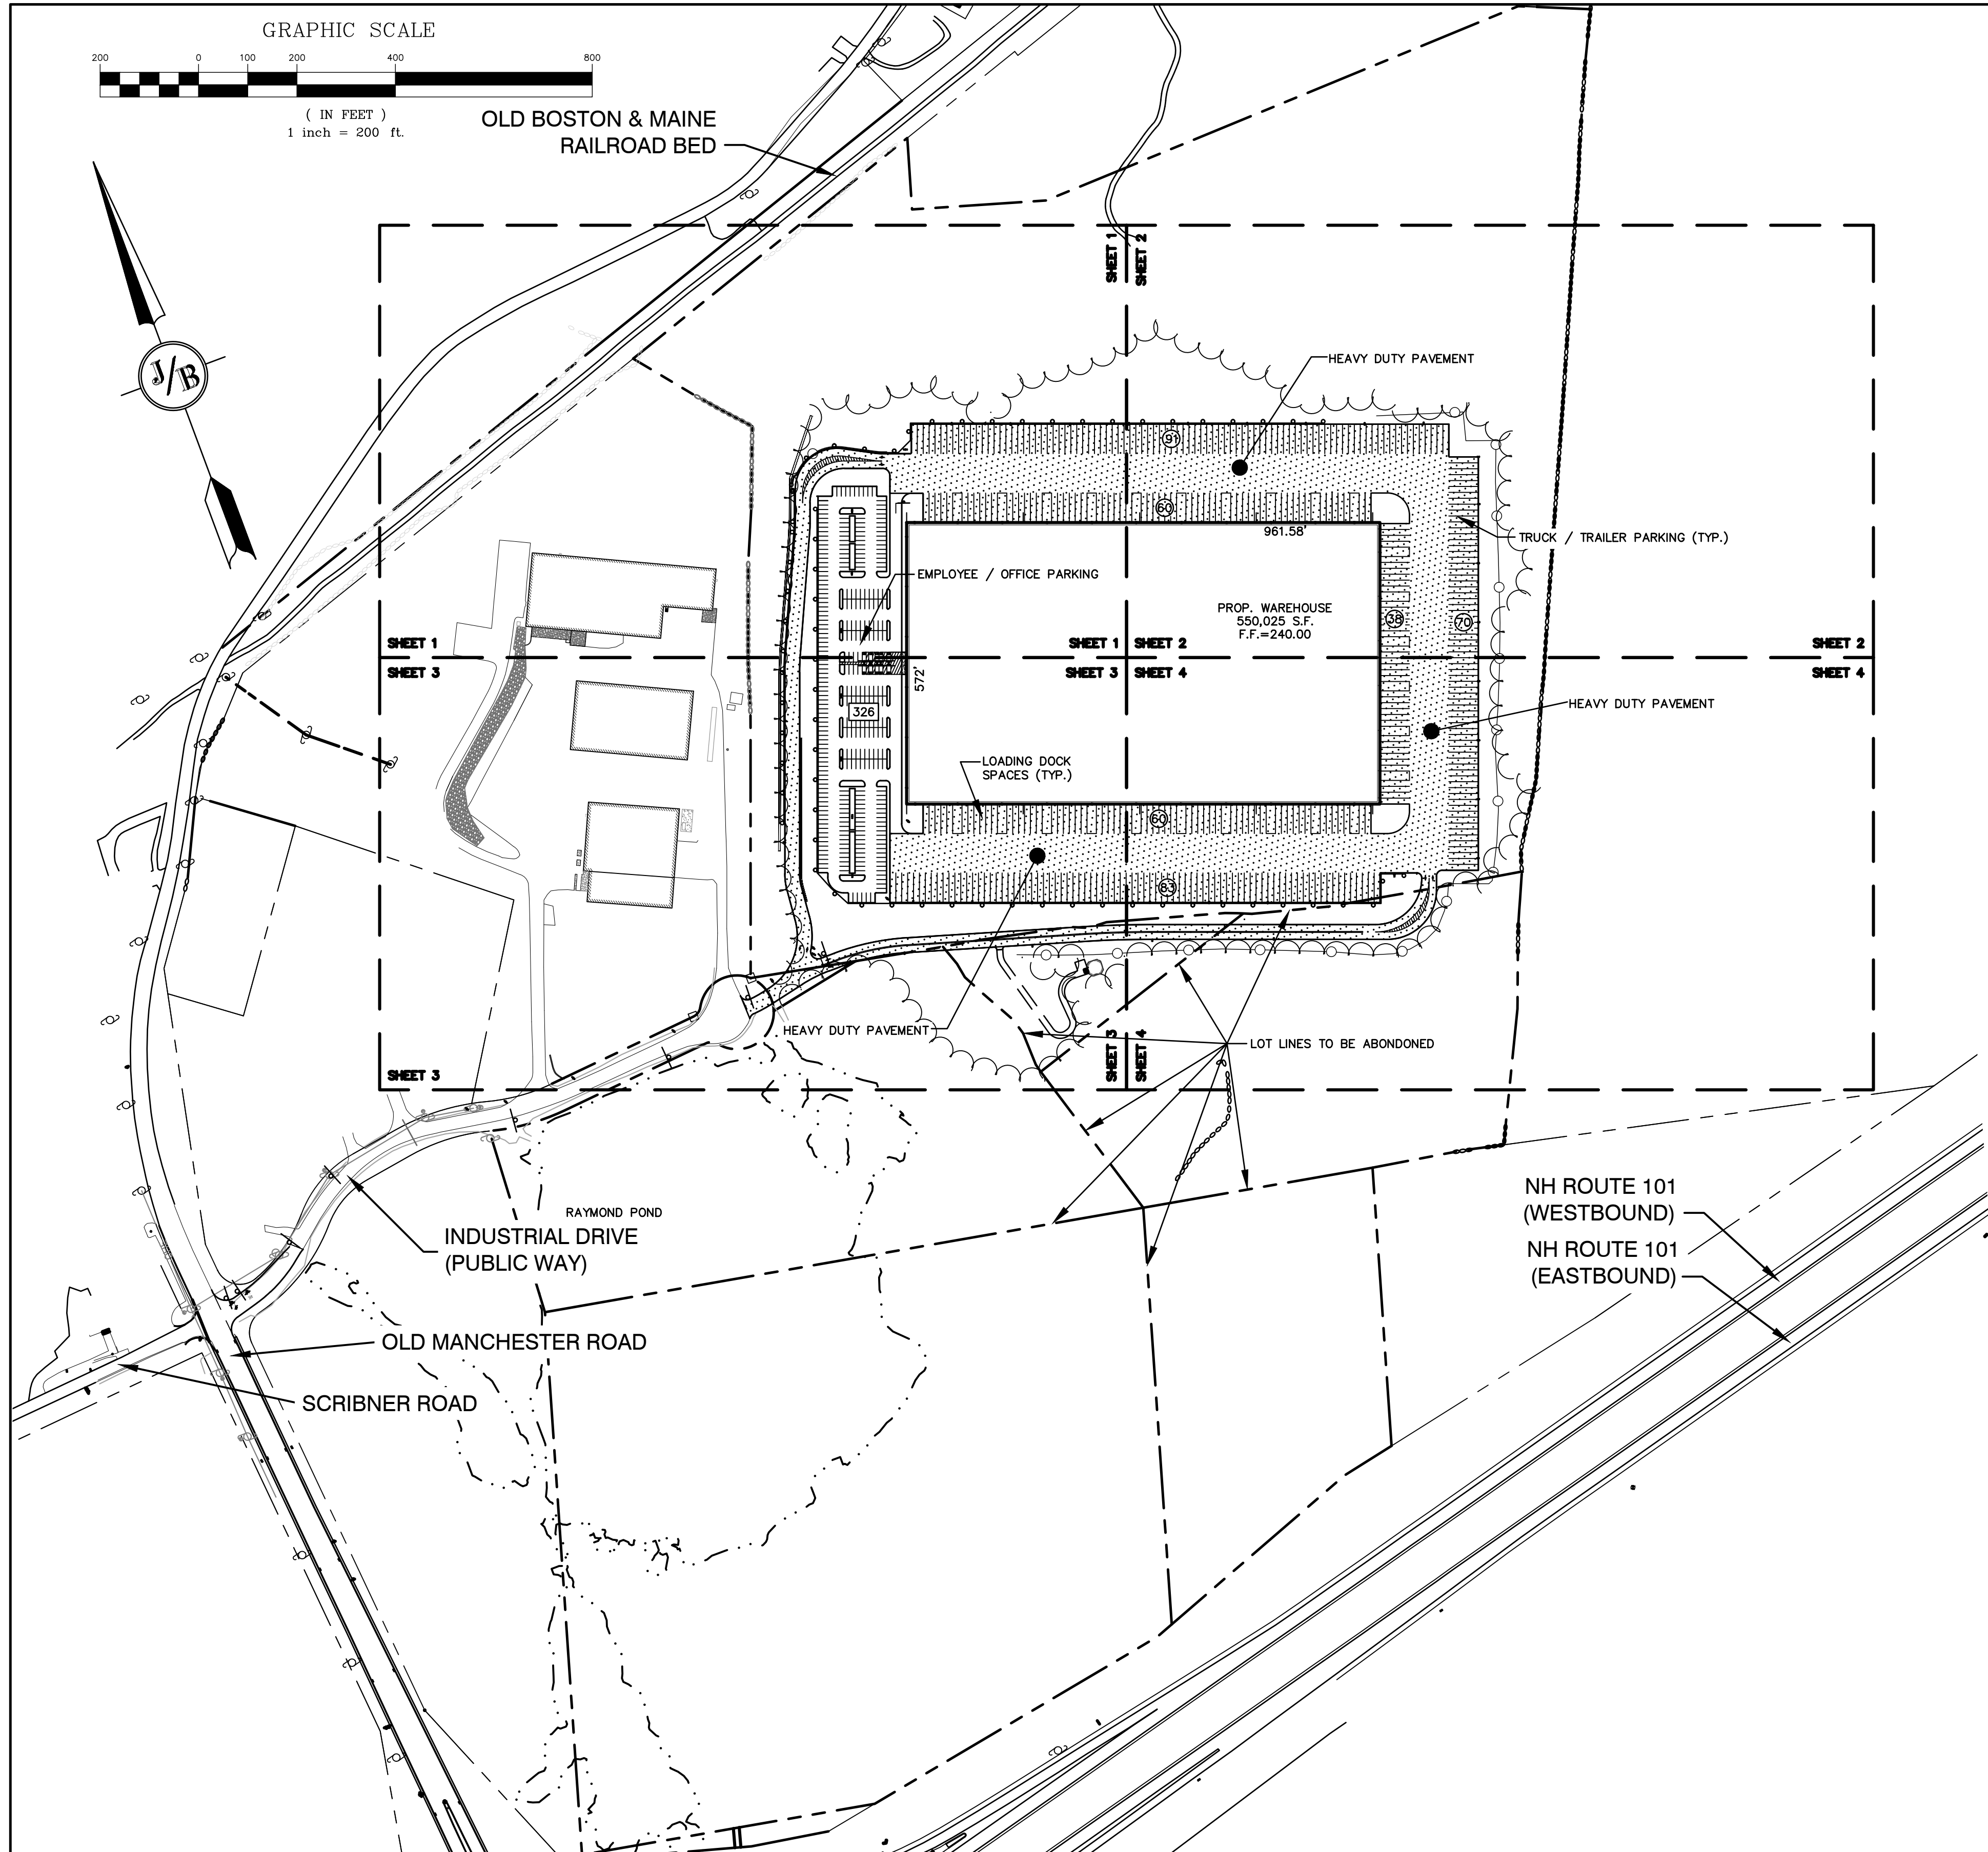 GRAPHIC SCALE
200 0 100 200 400 800
( IN FEET )
1 inch = 200 ft.
OLD BOSTON & MAINE
RAILROAD BED
J/B
SHEET 1
SHEET 2
HEAVY DUTY PAVEMENT
91
60
961.58'
TRUCK / TRAILER PARKING (TYP.)
EMPLOYEE / OFFICE PARKING
PROP. WAREHOUSE
550,025 S.F.
F.F.=240.00
38
70
SHEET 1
SHEET 1
SHEET 2
SHEET 2
SHEET 3
SHEET 3
SHEET 4
SHEET 4
572'
326
HEAVY DUTY PAVEMENT
LOADING DOCK
SPACES (TYP.)
60
83
HEAVY DUTY PAVEMENT
LOT LINES TO BE ABONDONED
SHEET 3
SHEET 4
SHEET 3
RAYMOND POND
INDUSTRIAL DRIVE
(PUBLIC WAY)
NH ROUTE 101
(WESTBOUND)
NH ROUTE 101
(EASTBOUND)
OLD MANCHESTER ROAD
SCRIBNER ROAD